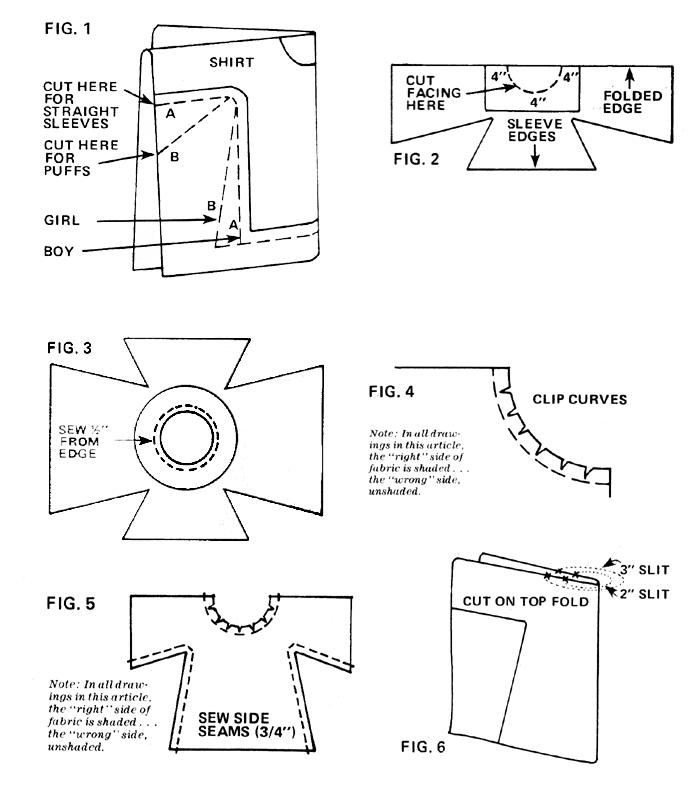 FIG. 1
SHIRT
CUT HERE
FOR
STRAIGHT
SLEEVES
A
CUT HERE
FOR
PUFFS
B
B
GIRL
A
BOY
4" 4"
CUT
FACING
HERE
4"
FOLDED
EDGE
SLEEVE
EDGES
FIG. 2
FIG. 3
SEW ½"
FROM
EDGE
FIG. 4
CLIP CURVES
Note: In all draw-
ings in this article,
the "right" side of
fabric is shaded . . .
the "wrong" side,
unshaded.
FIG. 5
Note: In all draw-
ings in this article,
the "right" side of
fabric is shaded . . .
the "wrong" side,
unshaded.
SEW SIDE
SEAMS (3/4")
3" SLIT
2" SLIT
CUT ON TOP FOLD
FIG. 6